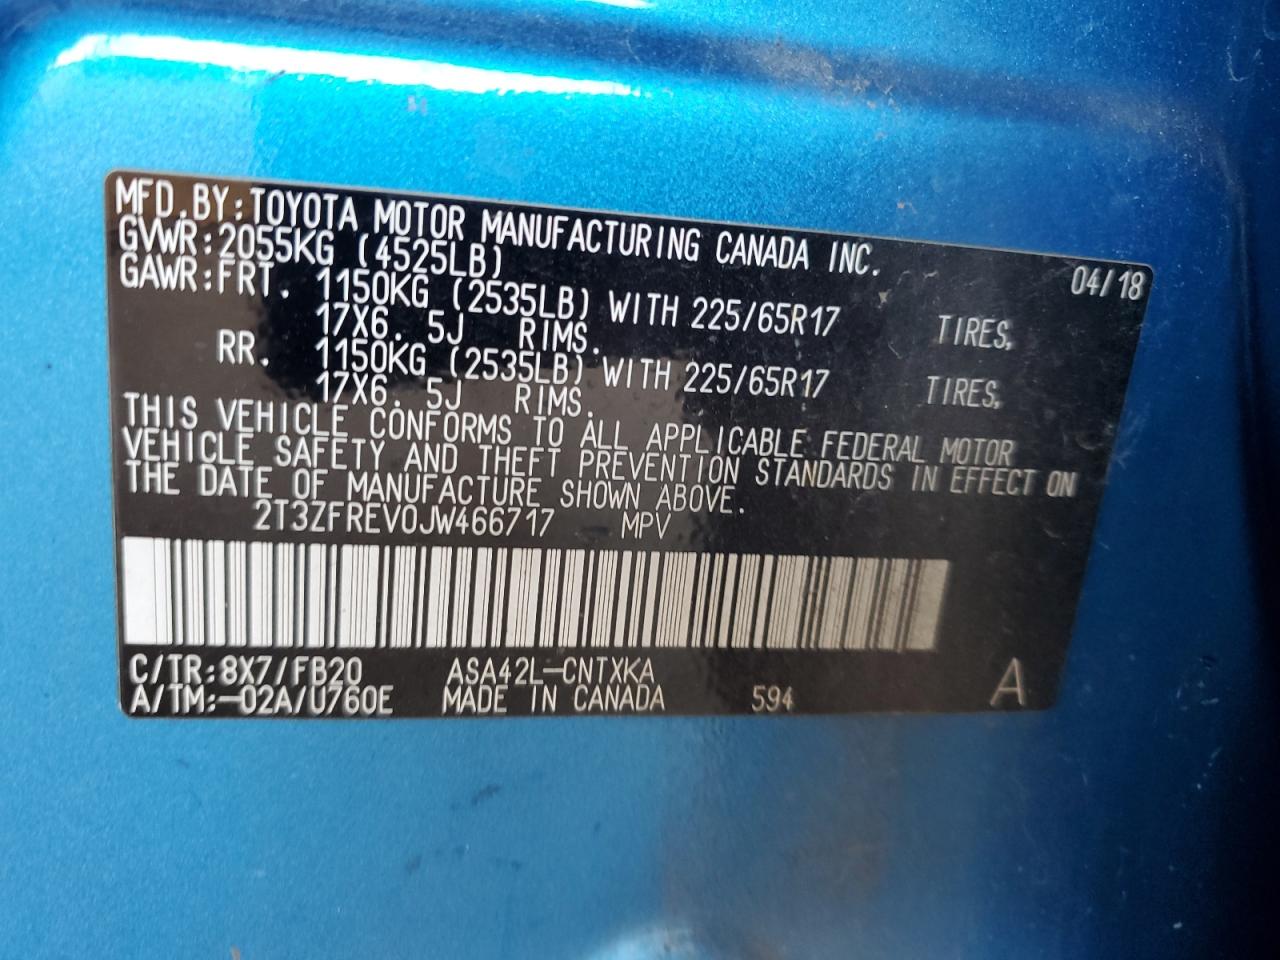 MFD.BY:TOYOTA MOTOR MANUFACTURING CANADA INC. 04/18
GVWR:2055KG (4525LB)
GAWR:FRT. 1150KG (2535LB) WITH 225/65R17 TIRES,
17X6. 5J RIMS.
RR. 1150KG (2535LB) WITH 225/65R17 TIRES,
17X6. 5J RIMS.
THIS VEHICLE CONFORMS TO ALL APPLICABLE FEDERAL MOTOR
VEHICLE SAFETY AND THEFT PREVENTION STANDARDS IN EFFECT ON
THE DATE OF MANUFACTURE SHOWN ABOVE.
2T3ZFREV0JW466717 MPV
C/TR:8X7/FB20 ASA42L-CNTXKA
A/TM:-02A/U760E MADE IN CANADA 594 A